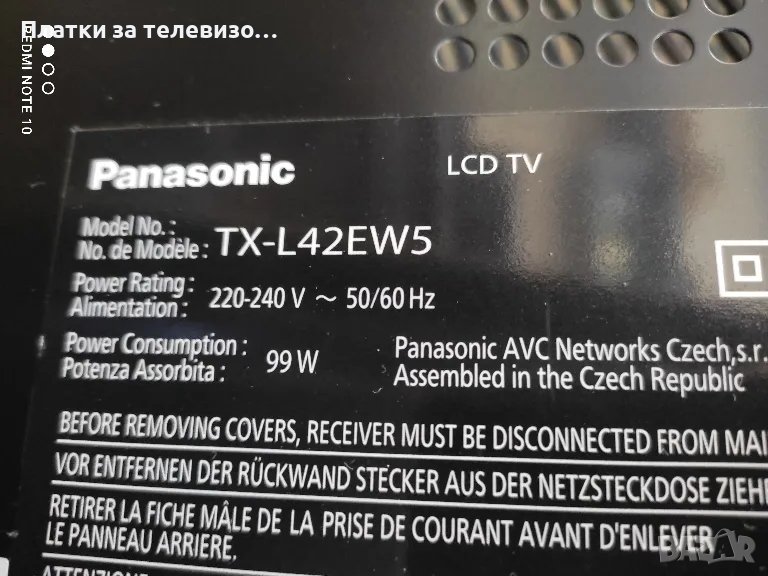 Платки за телевизо...
REDMI NOTE 10
Panasonic
LCD TV
Model No.:
No. de Modèle: TX-L42EW5
Power Rating:
Alimentation: 220-240 V ~ 50/60 Hz
Power Consumption:
Potenza Assorbita: 99 W
Panasonic AVC Networks Czech,s.r.
Assembled in the Czech Republic
BEFORE REMOVING COVERS, RECEIVER MUST BE DISCONNECTED FROM MAI
VOR ENTFERNEN DER RÜCKWAND STECKER AUS DER NETZSTECKDOSE ZIEHE
RETIRER LA FICHE MÂLE DE LA PRISE DE COURANT AVANT D'ENLEVER
LE PANNEAU ARRIERE.
ATTENZIONE
BAZAR